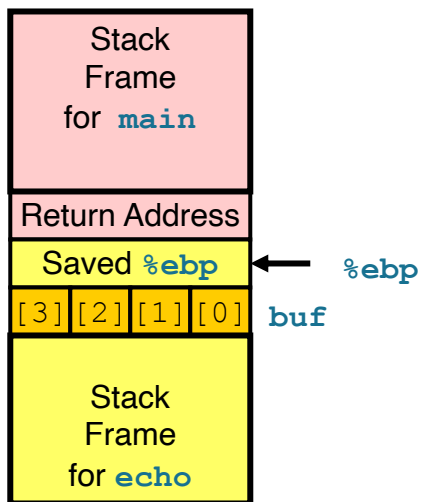 Stack
Frame
for main
Return Address
Saved %ebp
%ebp
[3] [2] [1] [0]
buf
Stack
Frame
for echo